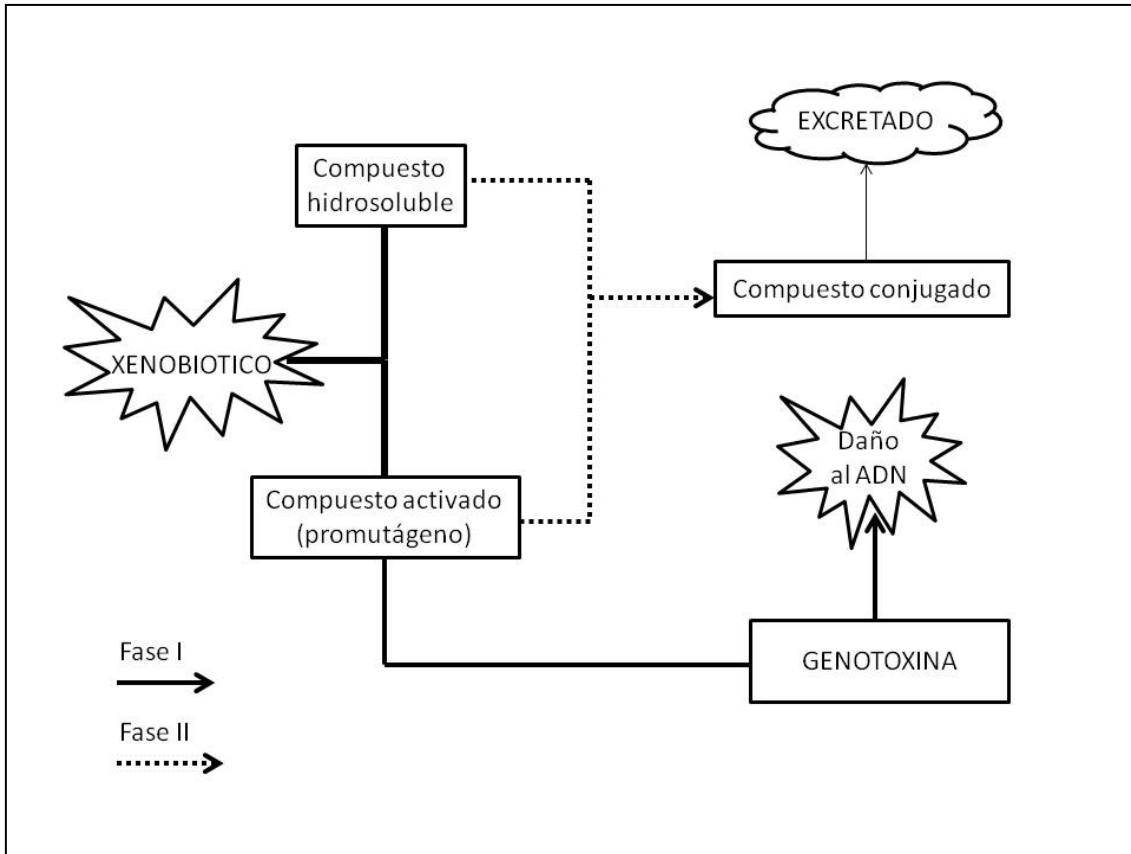 EXCRETADO
Compuesto
hidrosoluble
Compuesto conjugado
XENOBIOTICO
Daño
al ADN
Compuesto activado
(promutágeno)
GENOTOXINA
Fase I
Fase II